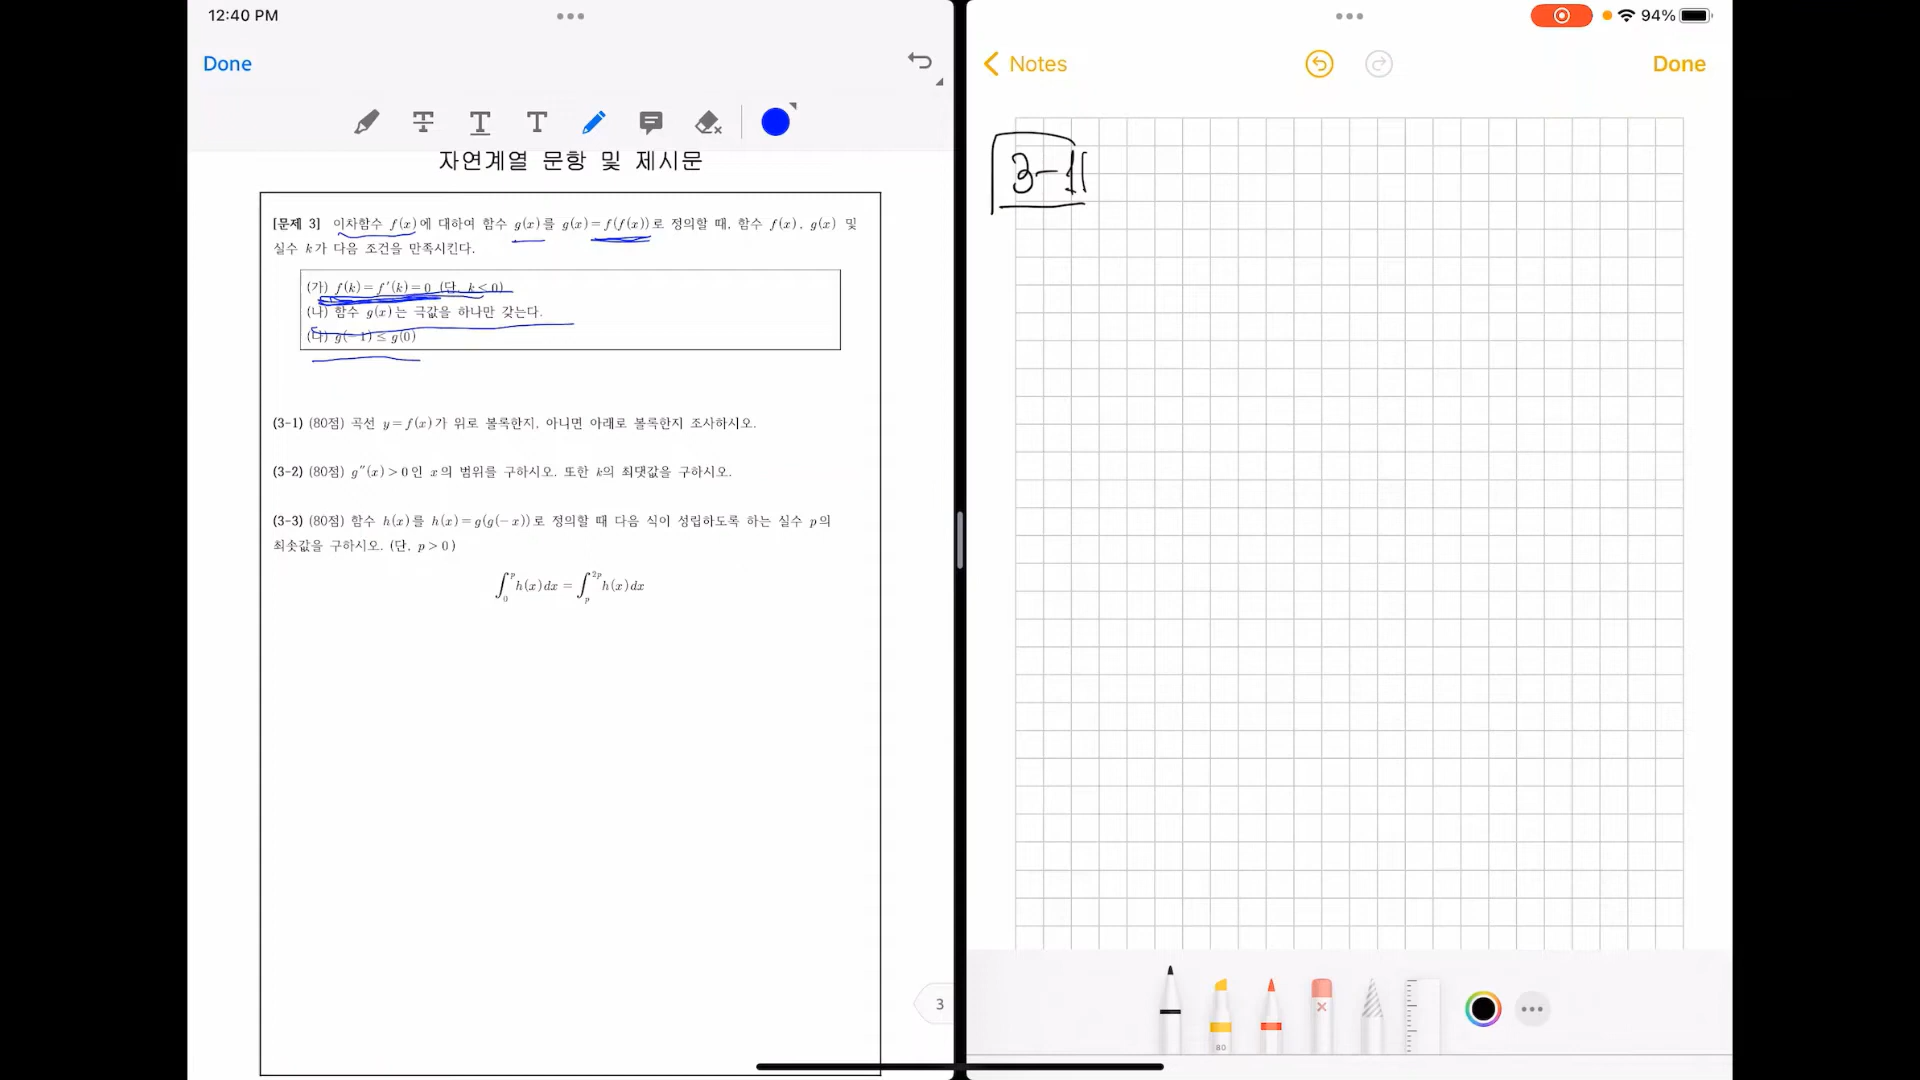 12:40 PM
Done
자연계열 문항 및 제시문
[문제 3] 이차함수 f(x)에 대하여 함수 g(x)를 g(x)=f(f(x))로 정의할 때, 함수 f(x), g(x) 및
실수 k가 다음 조건을 만족시킨다.
(가) f(k)=f′(k)=0 (단, k<0)
(나) 함수 g(x)는 극값을 하나만 갖는다.
(다) g(-1)≤g(0)
(3-1) (80점) 곡선 y=f(x)가 위로 볼록한지, 아니면 아래로 볼록한지 조사하시오.
(3-2) (80점) g″(x)>0인 x의 범위를 구하시오. 또한 k의 최댓값을 구하시오.
(3-3) (80점) 함수 h(x)를 h(x)=g(g(-x))로 정의할 때 다음 식이 성립하도록 하는 실수 p의
최솟값을 구하시오. (단, p>0)
∫₀^p h(x)dx = ∫_p^{2p} h(x)dx
3
94%
Notes
Done
3-1
80